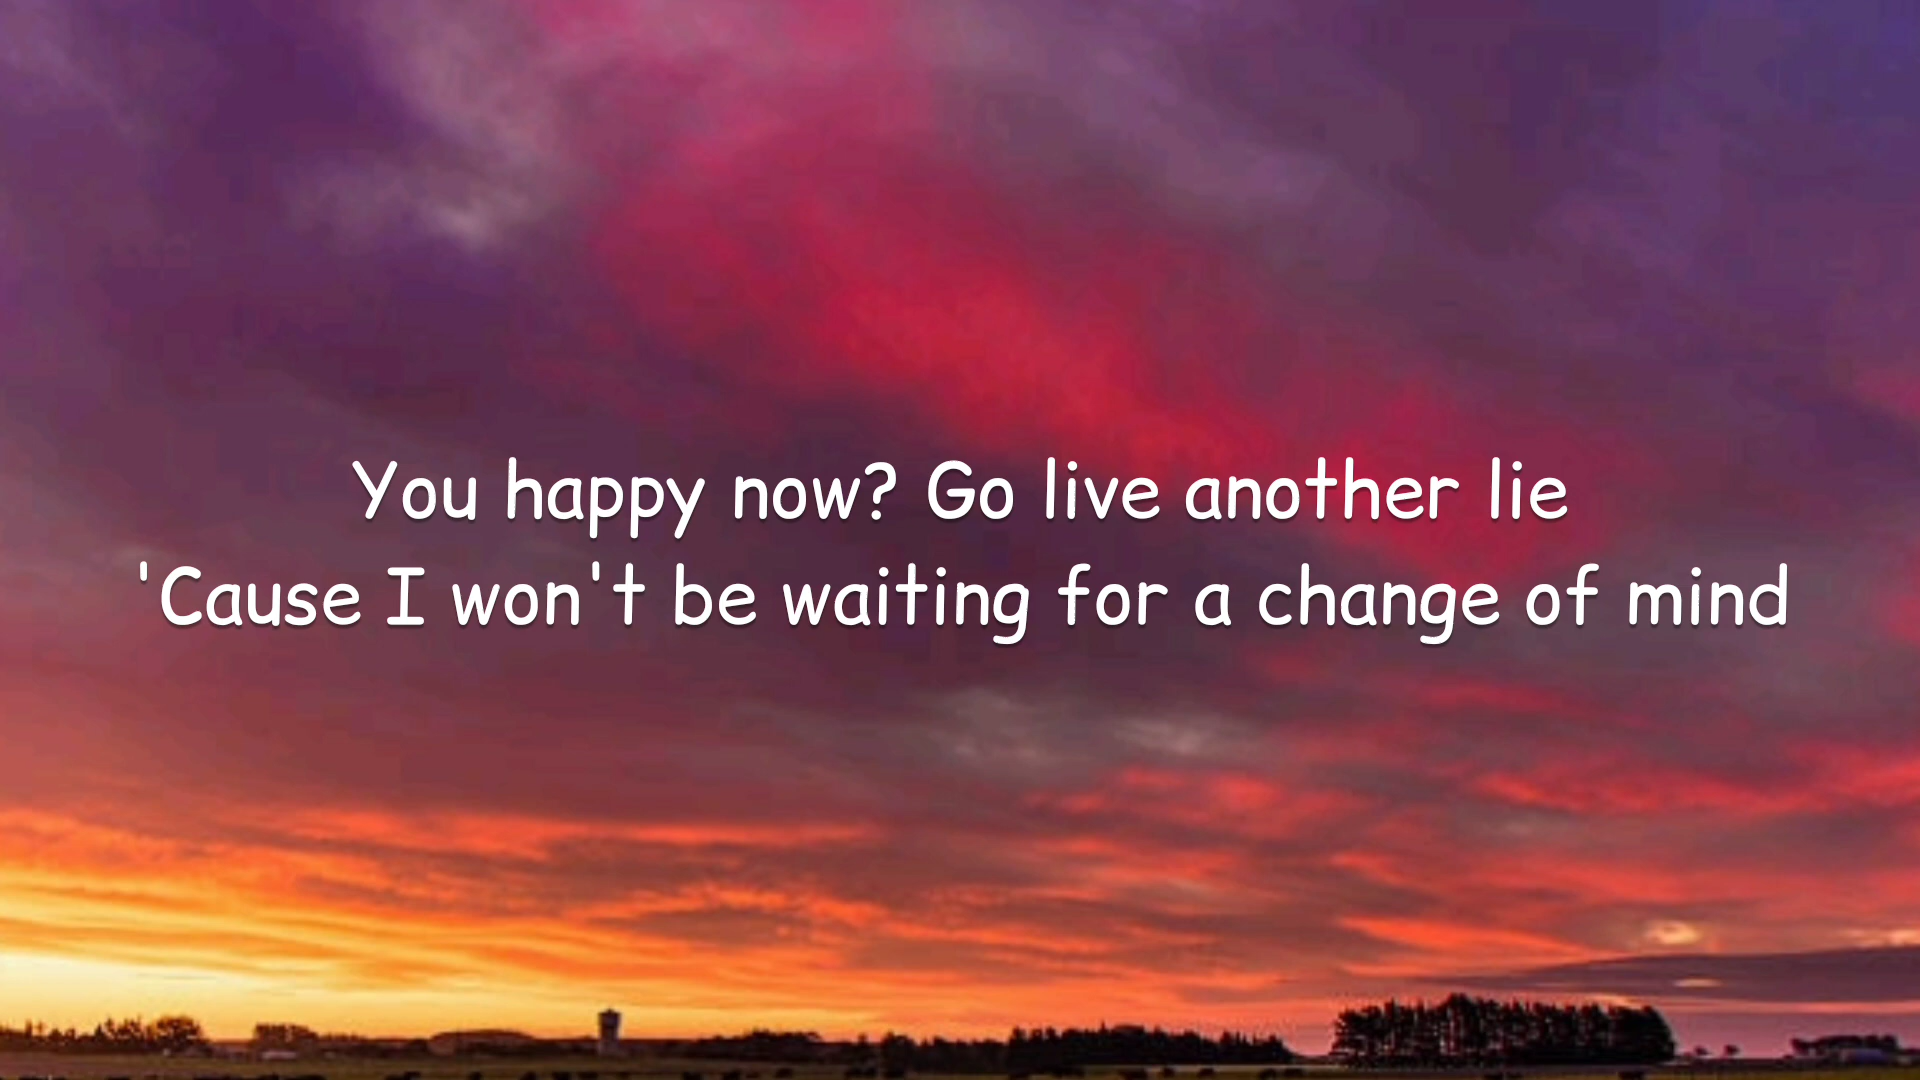 You happy now? Go live another lie
'Cause I won't be waiting for a change of mind